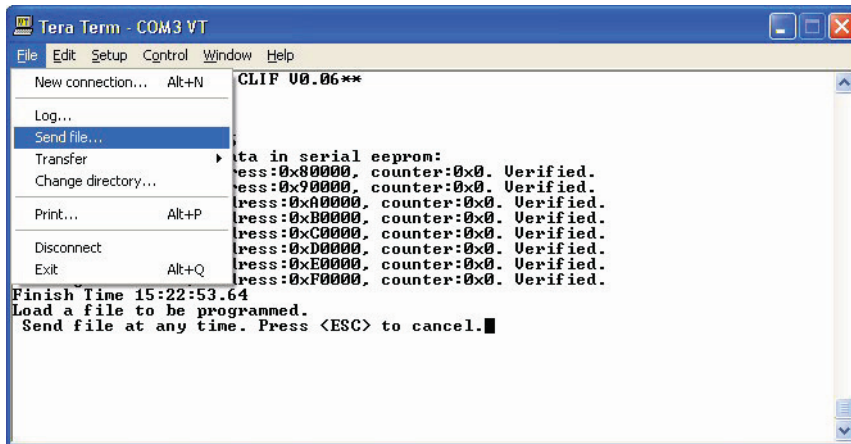 Tera Term - COM3 VT
File Edit Setup Control Window Help
New connection... Alt+N
Log...
Send file...
Transfer
Change directory...
Print... Alt+P
Disconnect
Exit Alt+Q
CLIF V0.06**
ta in serial eeprom:
ress:0x80000, counter:0x0. Verified.
ress:0x90000, counter:0x0. Verified.
ress:0xA0000, counter:0x0. Verified.
ress:0xB0000, counter:0x0. Verified.
ress:0xC0000, counter:0x0. Verified.
ress:0xD0000, counter:0x0. Verified.
ress:0xE0000, counter:0x0. Verified.
ress:0xF0000, counter:0x0. Verified.
Finish Time 15:22:53.64
Load a file to be programmed.
Send file at any time. Press <ESC> to cancel.